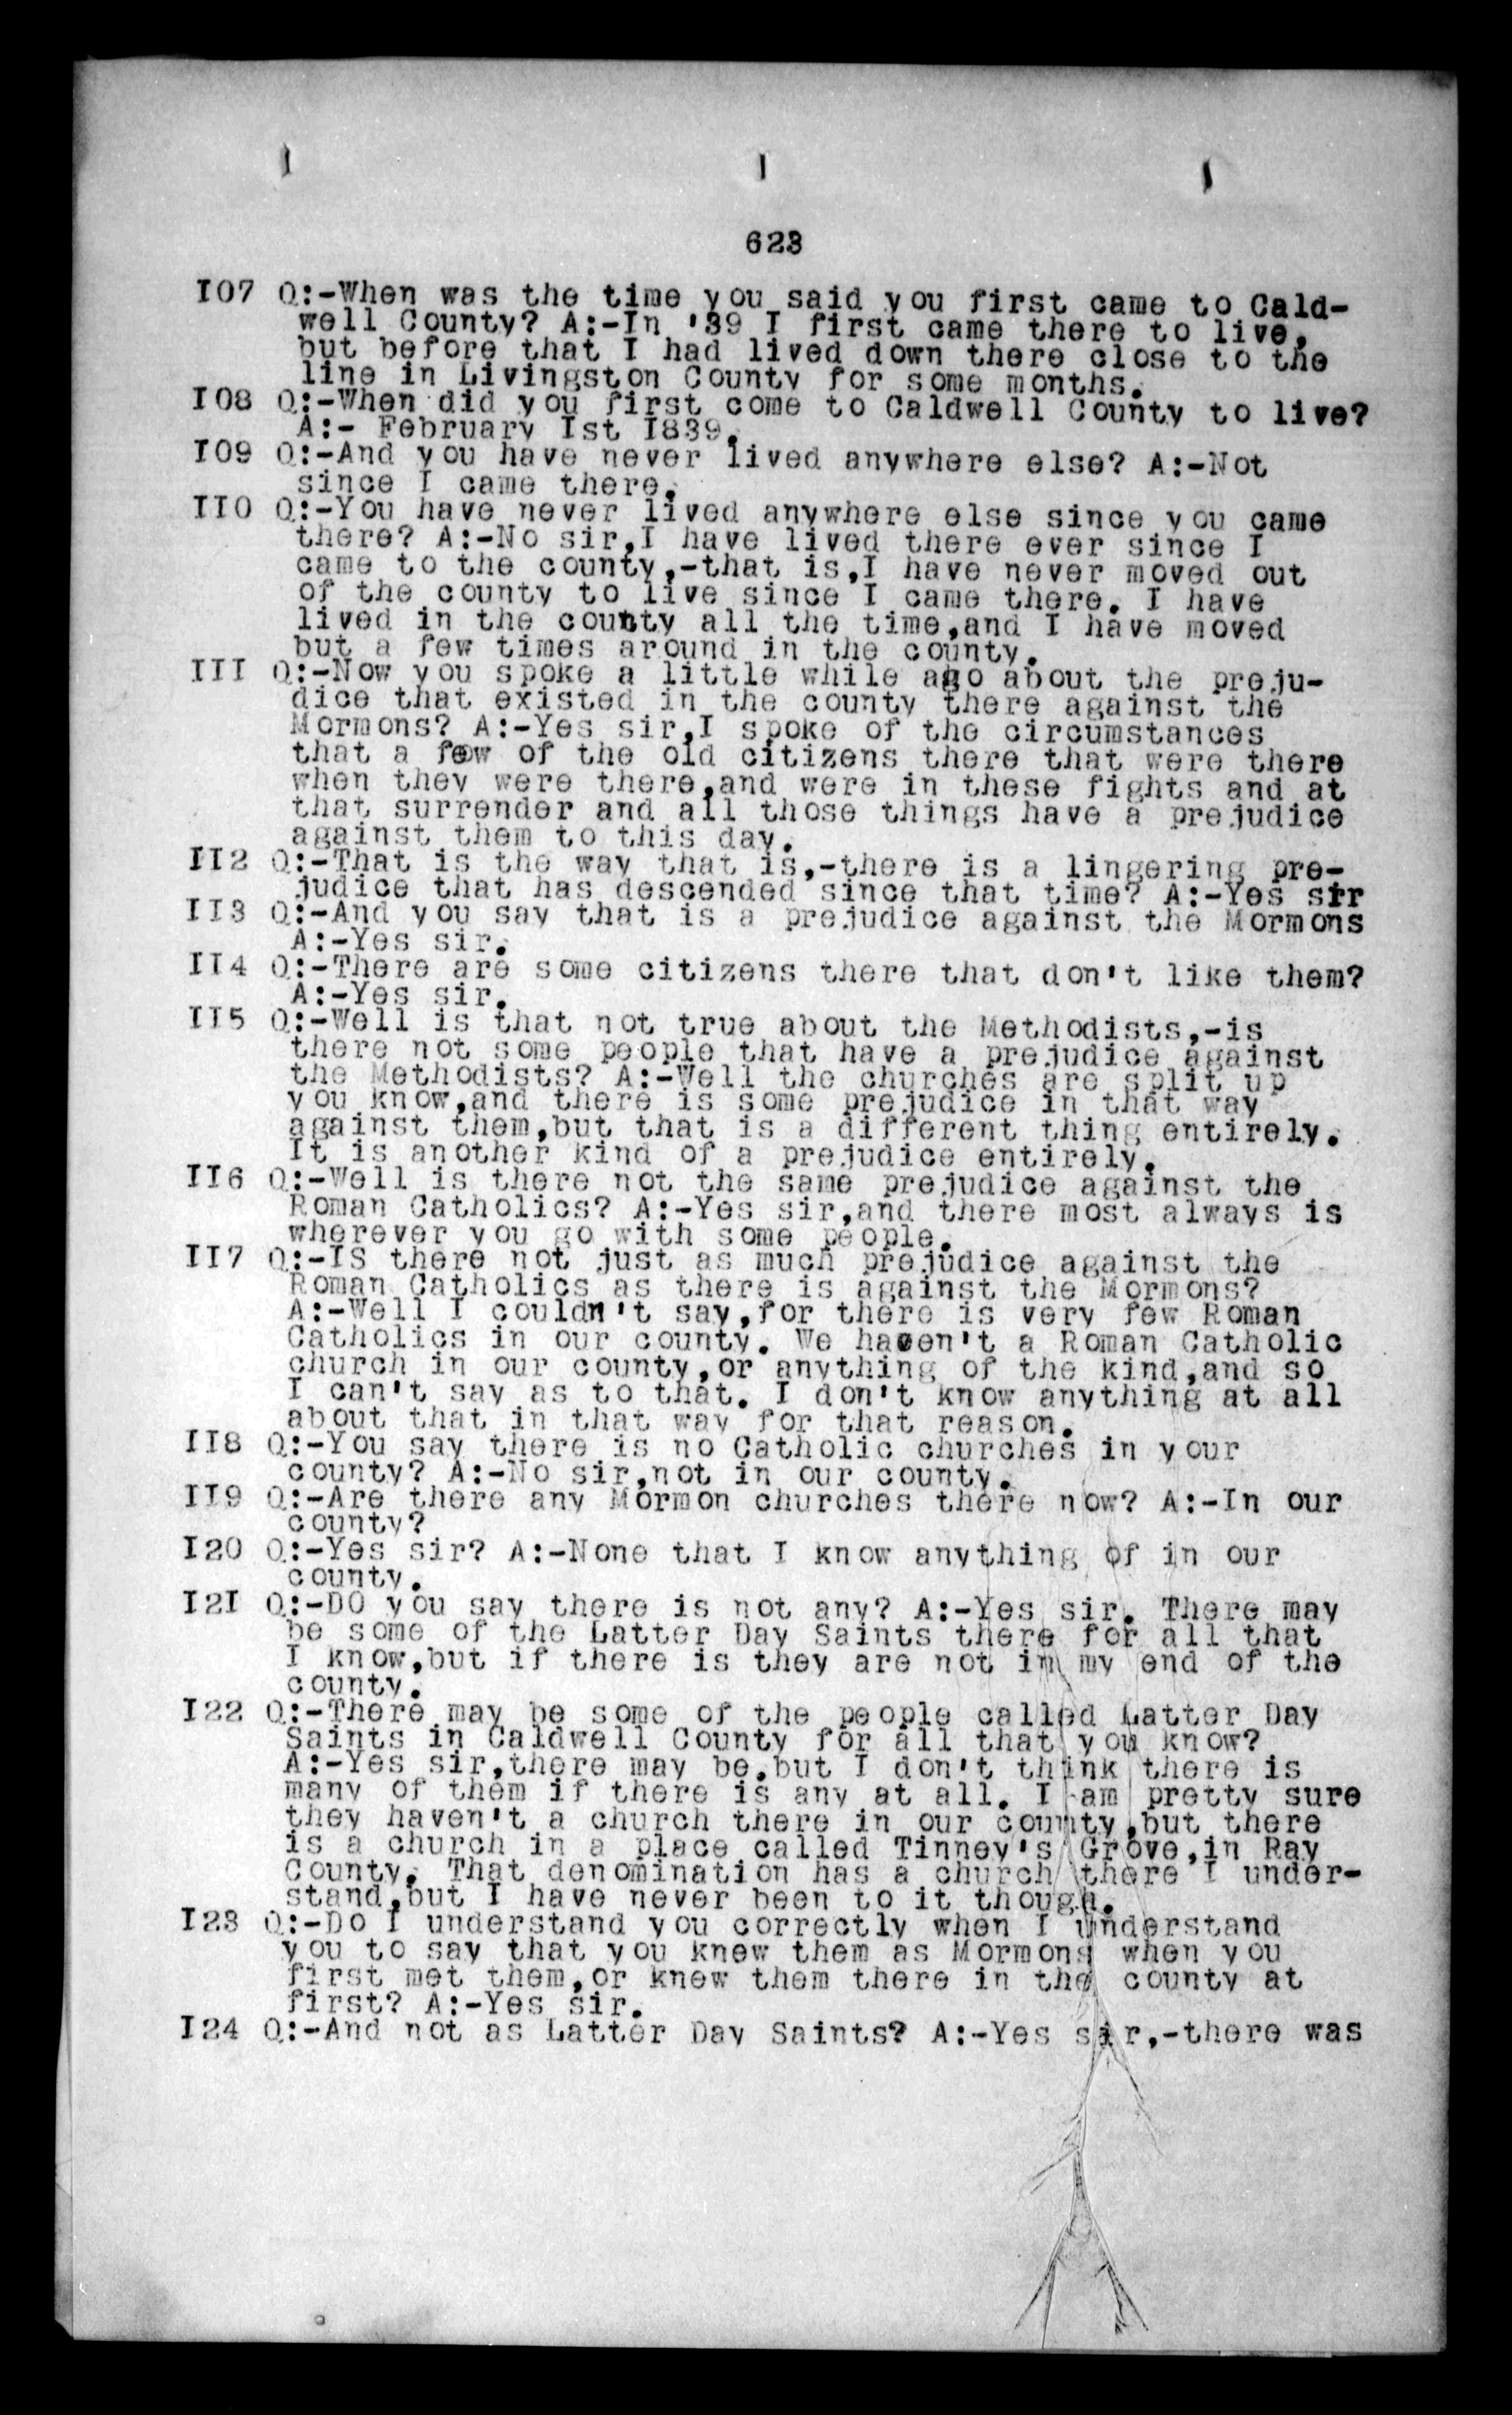 623
I07 Q:-When was the time you said you first came to Cald-
well County? A:-In '39 I first came there to live,
but before that I had lived down there close to the
line in Livingston County for some months.
I08 Q:-When did you first come to Caldwell County to live?
A:- February Ist I839.
I09 Q:-And you have never lived anywhere else? A:-Not
since I came there.
II0 Q:-You have never lived anywhere else since you came
there? A:-No sir,I have lived there ever since I
came to the county,-that is,I have never moved out
of the county to live since I came there. I have
lived in the county all the time,and I have moved
but a few times around in the county.
III Q:-Now you spoke a little while ago about the preju-
dice that existed in the county there against the
Mormons? A:-Yes sir,I spoke of the circumstances
that a few of the old citizens there that were there
when they were there,and were in these fights and at
that surrender and all those things have a prejudice
against them to this day.
II2 Q:-That is the way that is,-there is a lingering pre-
judice that has descended since that time? A:-Yes sir
II3 Q:-And you say that is a prejudice against the Mormons
A:-Yes sir.
II4 Q:-There are some citizens there that don't like them?
A:-Yes sir.
II5 Q:-Well is that not true about the Methodists,-is
there not some people that have a prejudice against
the Methodists? A:-Well the churches are split up
you know,and there is some prejudice in that way
against them,but that is a different thing entirely.
It is another kind of a prejudice entirely.
II6 Q:-Well is there not the same prejudice against the
Roman Catholics? A:-Yes sir,and there most always is
wherever you go with some people.
II7 Q:-IS there not just as much prejudice against the
Roman Catholics as there is against the Mormons?
A:-Well I couldn't say,for there is very few Roman
Catholics in our county. We haven't a Roman Catholic
church in our county,or anything of the kind,and so
I can't say as to that. I don't know anything at all
about that in that way for that reason.
II8 Q:-You say there is no Catholic churches in your
county? A:-No sir,not in our county.
II9 Q:-Are there any Mormon churches there now? A:-In our
county?
I20 Q:-Yes sir? A:-None that I know anything of in our
county.
I2I Q:-DO you say there is not any? A:-Yes sir. There may
be some of the Latter Day Saints there for all that
I know,but if there is they are not in my end of the
county.
I22 Q:-There may be some of the people called Latter Day
Saints in Caldwell County for all that you know?
A:-Yes sir,there may be,but I don't think there is
many of them if there is any at all. I am pretty sure
they haven't a church there in our county,but there
is a church in a place called Tinney's Grove,in Ray
County. That denomination has a church there I under-
stand,but I have never been to it though.
I23 Q:-Do I understand you correctly when I understand
you to say that you knew them as Mormons when you
first met them,or knew them there in the county at
first? A:-Yes sir.
I24 Q:-And not as Latter Day Saints? A:-Yes sir,-there was